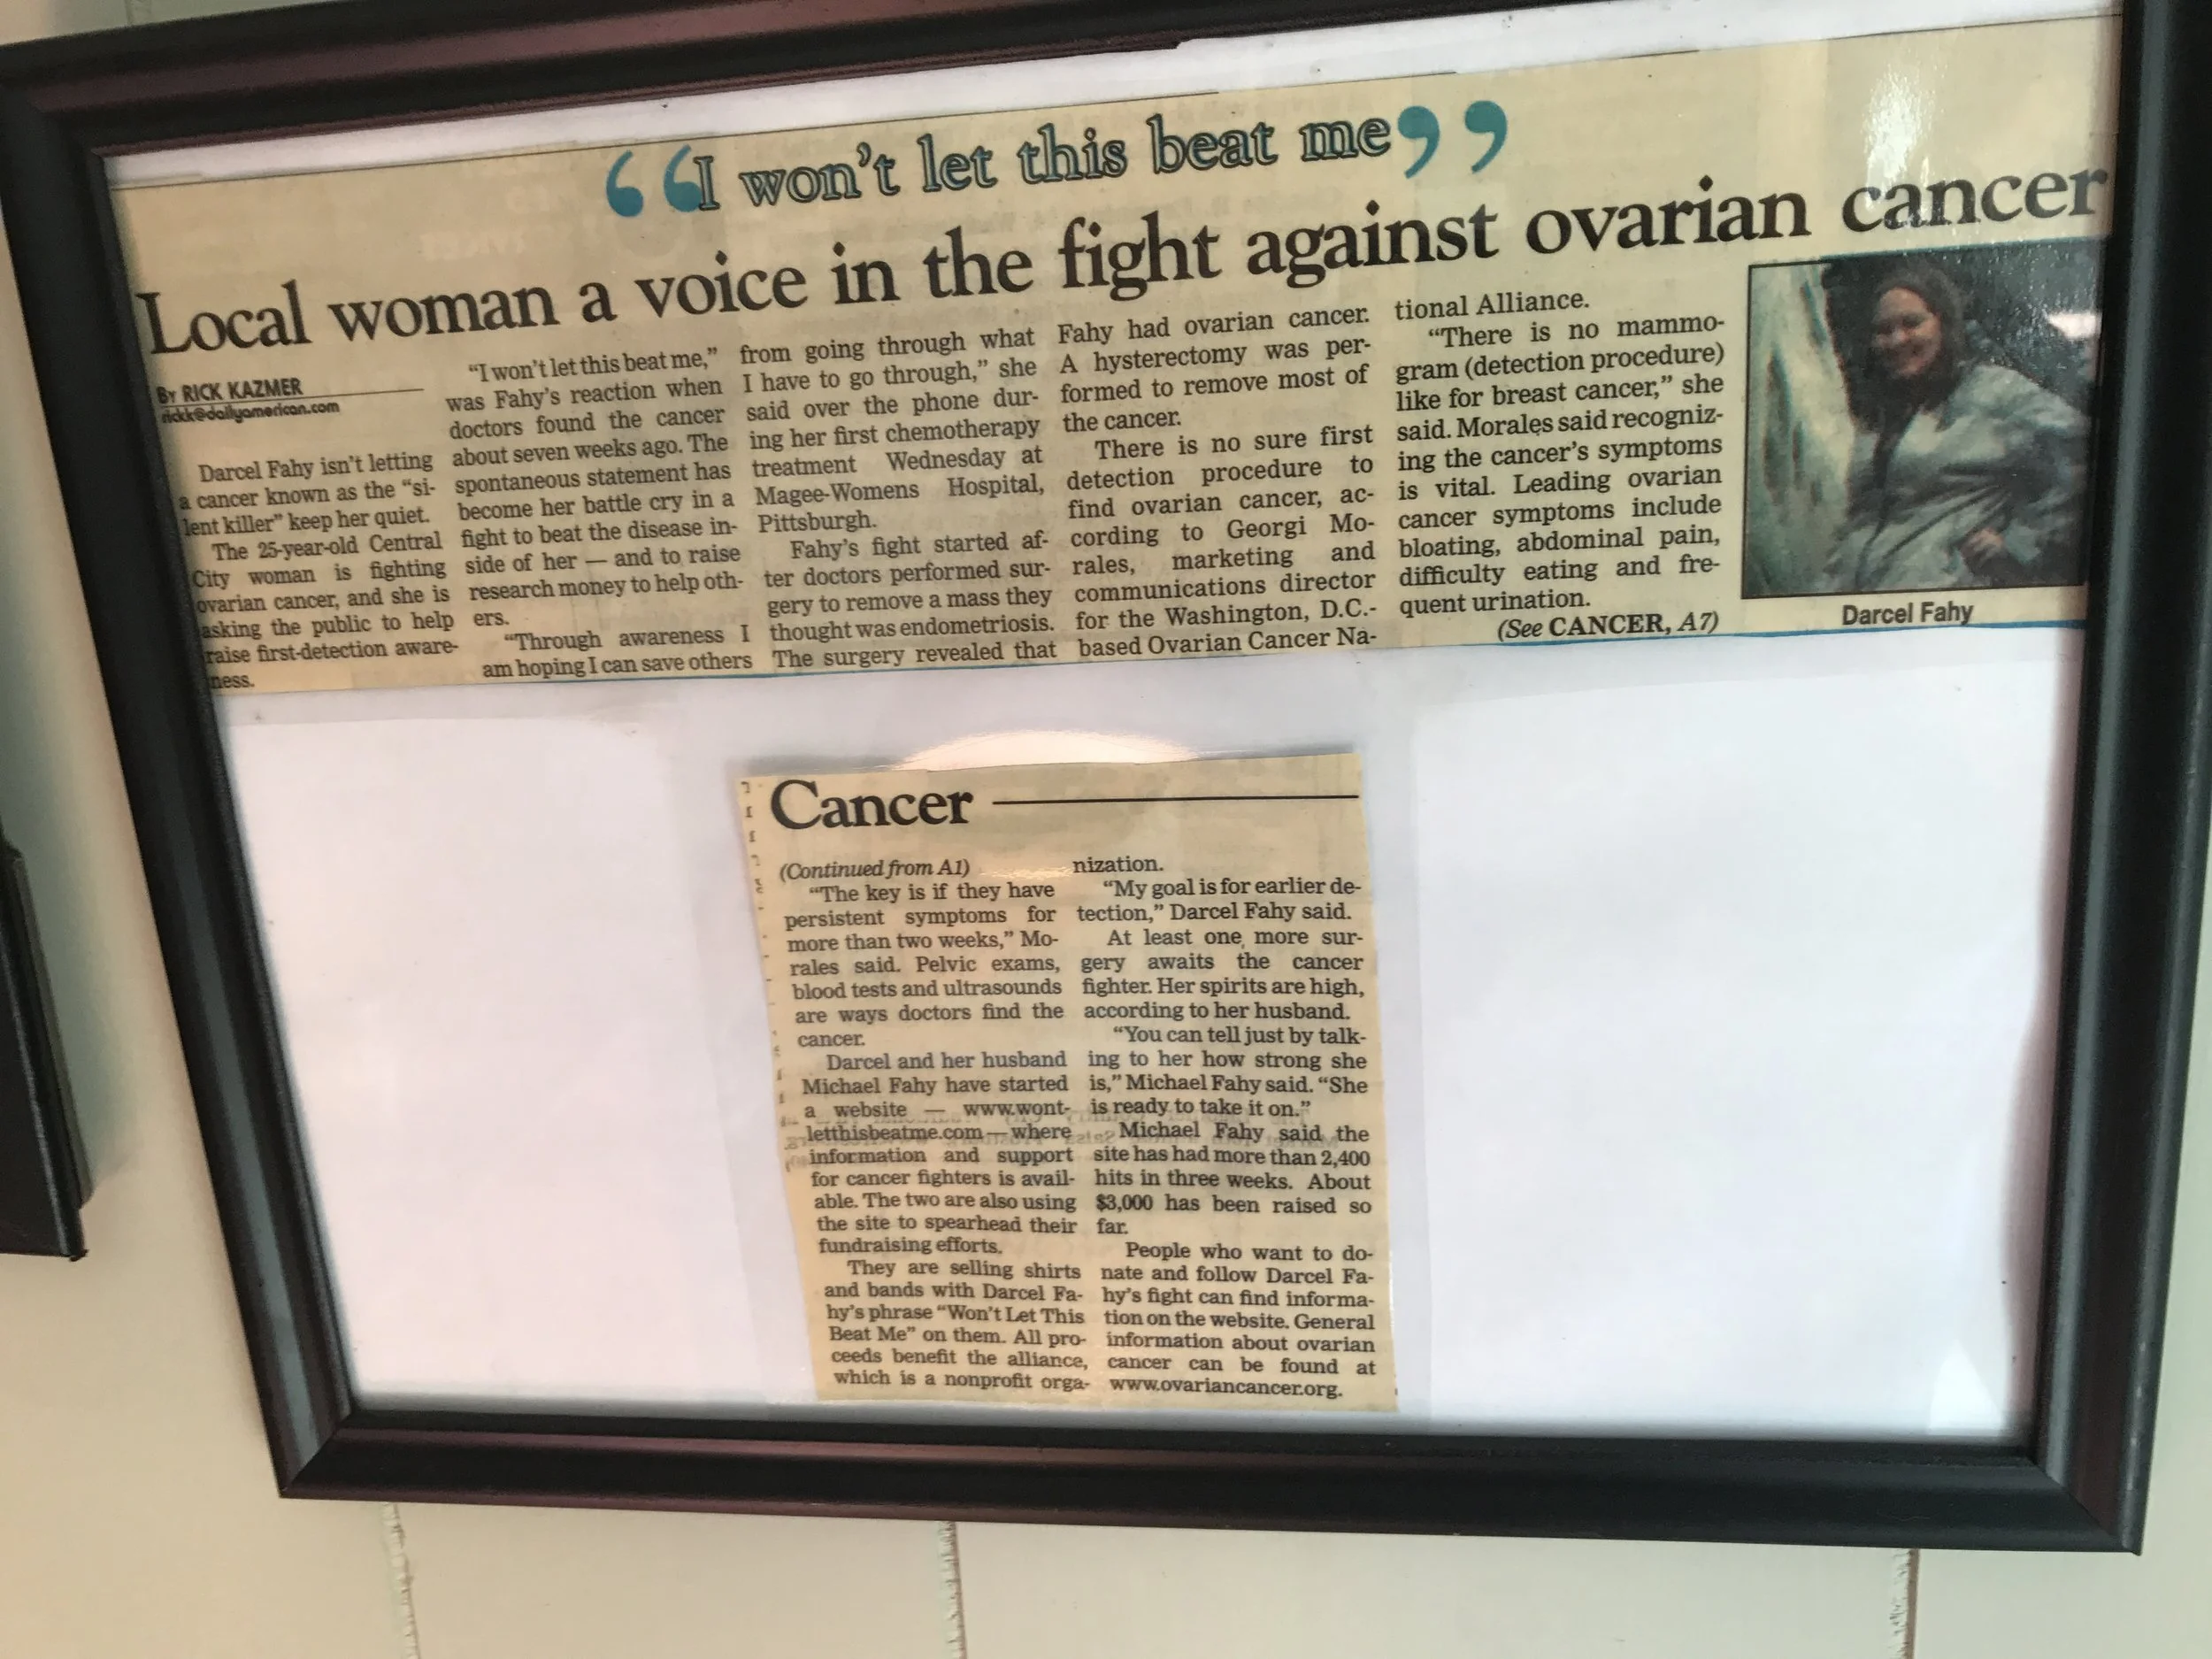 “I won’t let this beat me”
Local woman a voice in the fight against ovarian cancer
By RICK KAZMER
rickk@dailyamerican.com
Darcel Fahy isn’t letting
a cancer known as the “si-
lent killer” keep her quiet.
The 25-year-old Central
City woman is fighting
ovarian cancer, and she is
asking the public to help
raise first-detection aware-
ness.
“I won’t let this beat me,”
was Fahy’s reaction when
doctors found the cancer
about seven weeks ago. The
spontaneous statement has
become her battle cry in a
fight to beat the disease in-
side of her — and to raise
research money to help oth-
ers.
“Through awareness I
am hoping I can save others
from going through what
I have to go through,” she
said over the phone dur-
ing her first chemotherapy
treatment Wednesday at
Magee-Womens Hospital,
Pittsburgh.
Fahy’s fight started af-
ter doctors performed sur-
gery to remove a mass they
thought was endometriosis.
The surgery revealed that
Fahy had ovarian cancer.
A hysterectomy was per-
formed to remove most of
the cancer.
There is no sure first
detection procedure to
find ovarian cancer, ac-
cording to Georgi Mo-
rales, marketing and
communications director
for the Washington, D.C.-
based Ovarian Cancer Na-
tional Alliance.
“There is no mammo-
gram (detection procedure)
like for breast cancer,” she
said. Morales said recogniz-
ing the cancer’s symptoms
is vital. Leading ovarian
cancer symptoms include
bloating, abdominal pain,
difficulty eating and fre-
quent urination.
(See CANCER, A7)
Darcel Fahy
Cancer
(Continued from A1)
“The key is if they have
persistent symptoms for
more than two weeks,” Mo-
rales said. Pelvic exams,
blood tests and ultrasounds
are ways doctors find the
cancer.
Darcel and her husband
Michael Fahy have started
a website — www.wont-
letthisbeatme.com — where
information and support
for cancer fighters is avail-
able. The two are also using
the site to spearhead their
fundraising efforts.
They are selling shirts
and bands with Darcel Fa-
hy’s phrase “Won’t Let This
Beat Me” on them. All pro-
ceeds benefit the alliance,
which is a nonprofit orga-
nization.
“My goal is for earlier de-
tection,” Darcel Fahy said.
At least one more sur-
gery awaits the cancer
fighter. Her spirits are high,
according to her husband.
“You can tell just by talk-
ing to her how strong she
is,” Michael Fahy said. “She
is ready to take it on.”
Michael Fahy said the
site has had more than 2,400
hits in three weeks. About
$3,000 has been raised so
far.
People who want to do-
nate and follow Darcel Fa-
hy’s fight can find informa-
tion on the website. General
information about ovarian
cancer can be found at
www.ovariancancer.org.